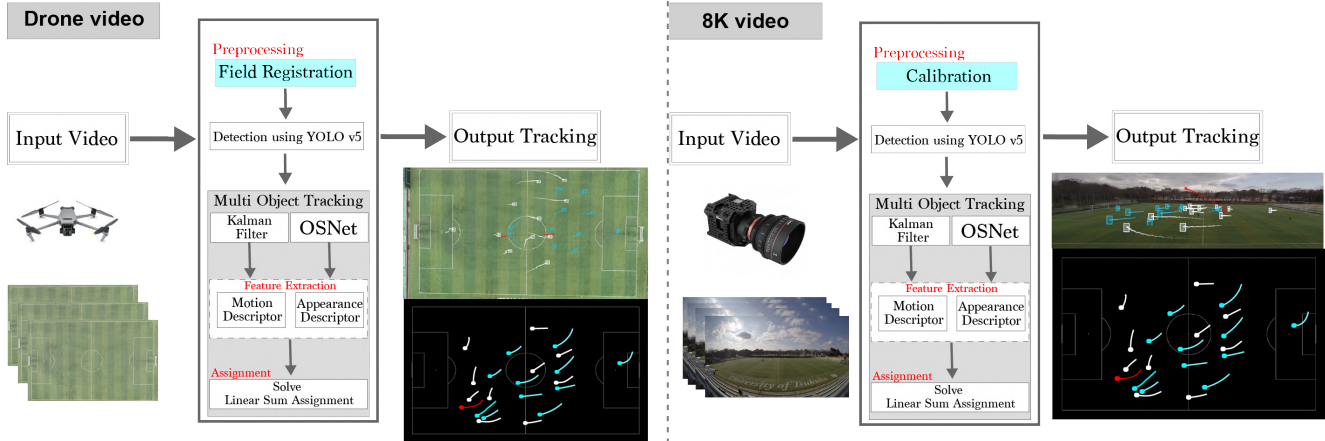 Drone video
Preprocessing
Field Registration
Input Video
Detection using YOLO v5
Output Tracking
Multi Object Tracking
Kalman
Filter
OSNet
Feature Extraction
Motion
Descriptor
Appearance
Descriptor
Assignment
Solve
Linear Sum Assignment
8K video
Preprocessing
Calibration
Input Video
Detection using YOLO v5
Output Tracking
Multi Object Tracking
Kalman
Filter
OSNet
Feature Extraction
Motion
Descriptor
Appearance
Descriptor
University of Tsukuba
Assignment
Solve
Linear Sum Assignment